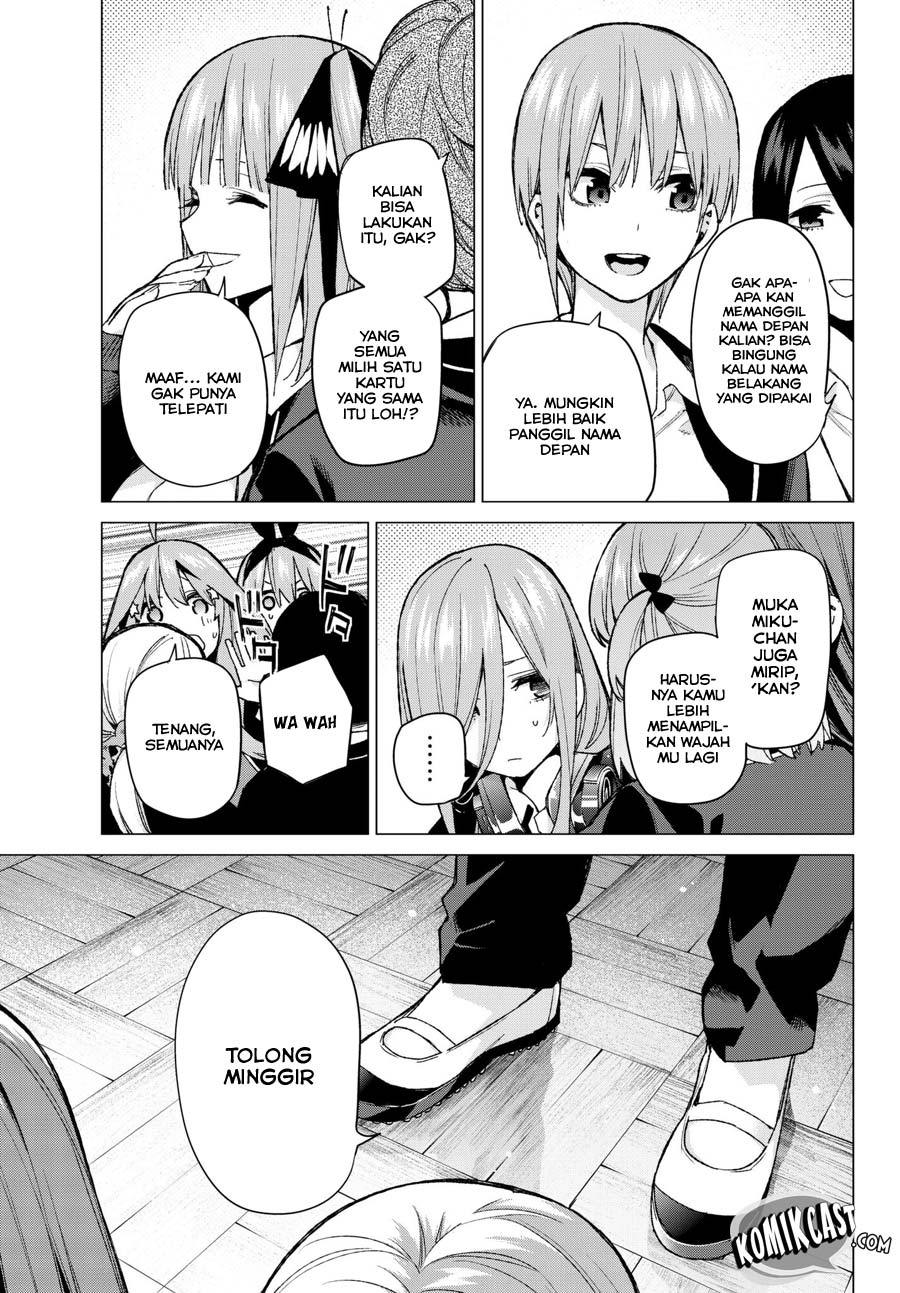 GAK APA-
APA KAN
MEMANGGIL
NAMA DEPAN
KALIAN? BISA
BINGUNG
KALAU NAMA
BELAKANG
YANG DIPAKAI
YA. MUNGKIN
LEBIH BAIK
PANGGIL NAMA
DEPAN
KALIAN
BISA
LAKUKAN
ITU, GAK?
YANG
SEMUA
MILIH SATU
KARTU
YANG SAMA
ITU LOH!?
MAAF... KAMI
GAK PUNYA
TELEPATI
MUKA
MIKU-
CHAN
JUGA
MIRIP,
'KAN?
HARUS-
NYA KAMU
LEBIH
MENAMPIL-
KAN WAJAH
MU LAGI
......
ドドド
WA WAH
TENANG,
SEMUANYA
TOLONG
MINGGIR
KOMIKCAST
.COM